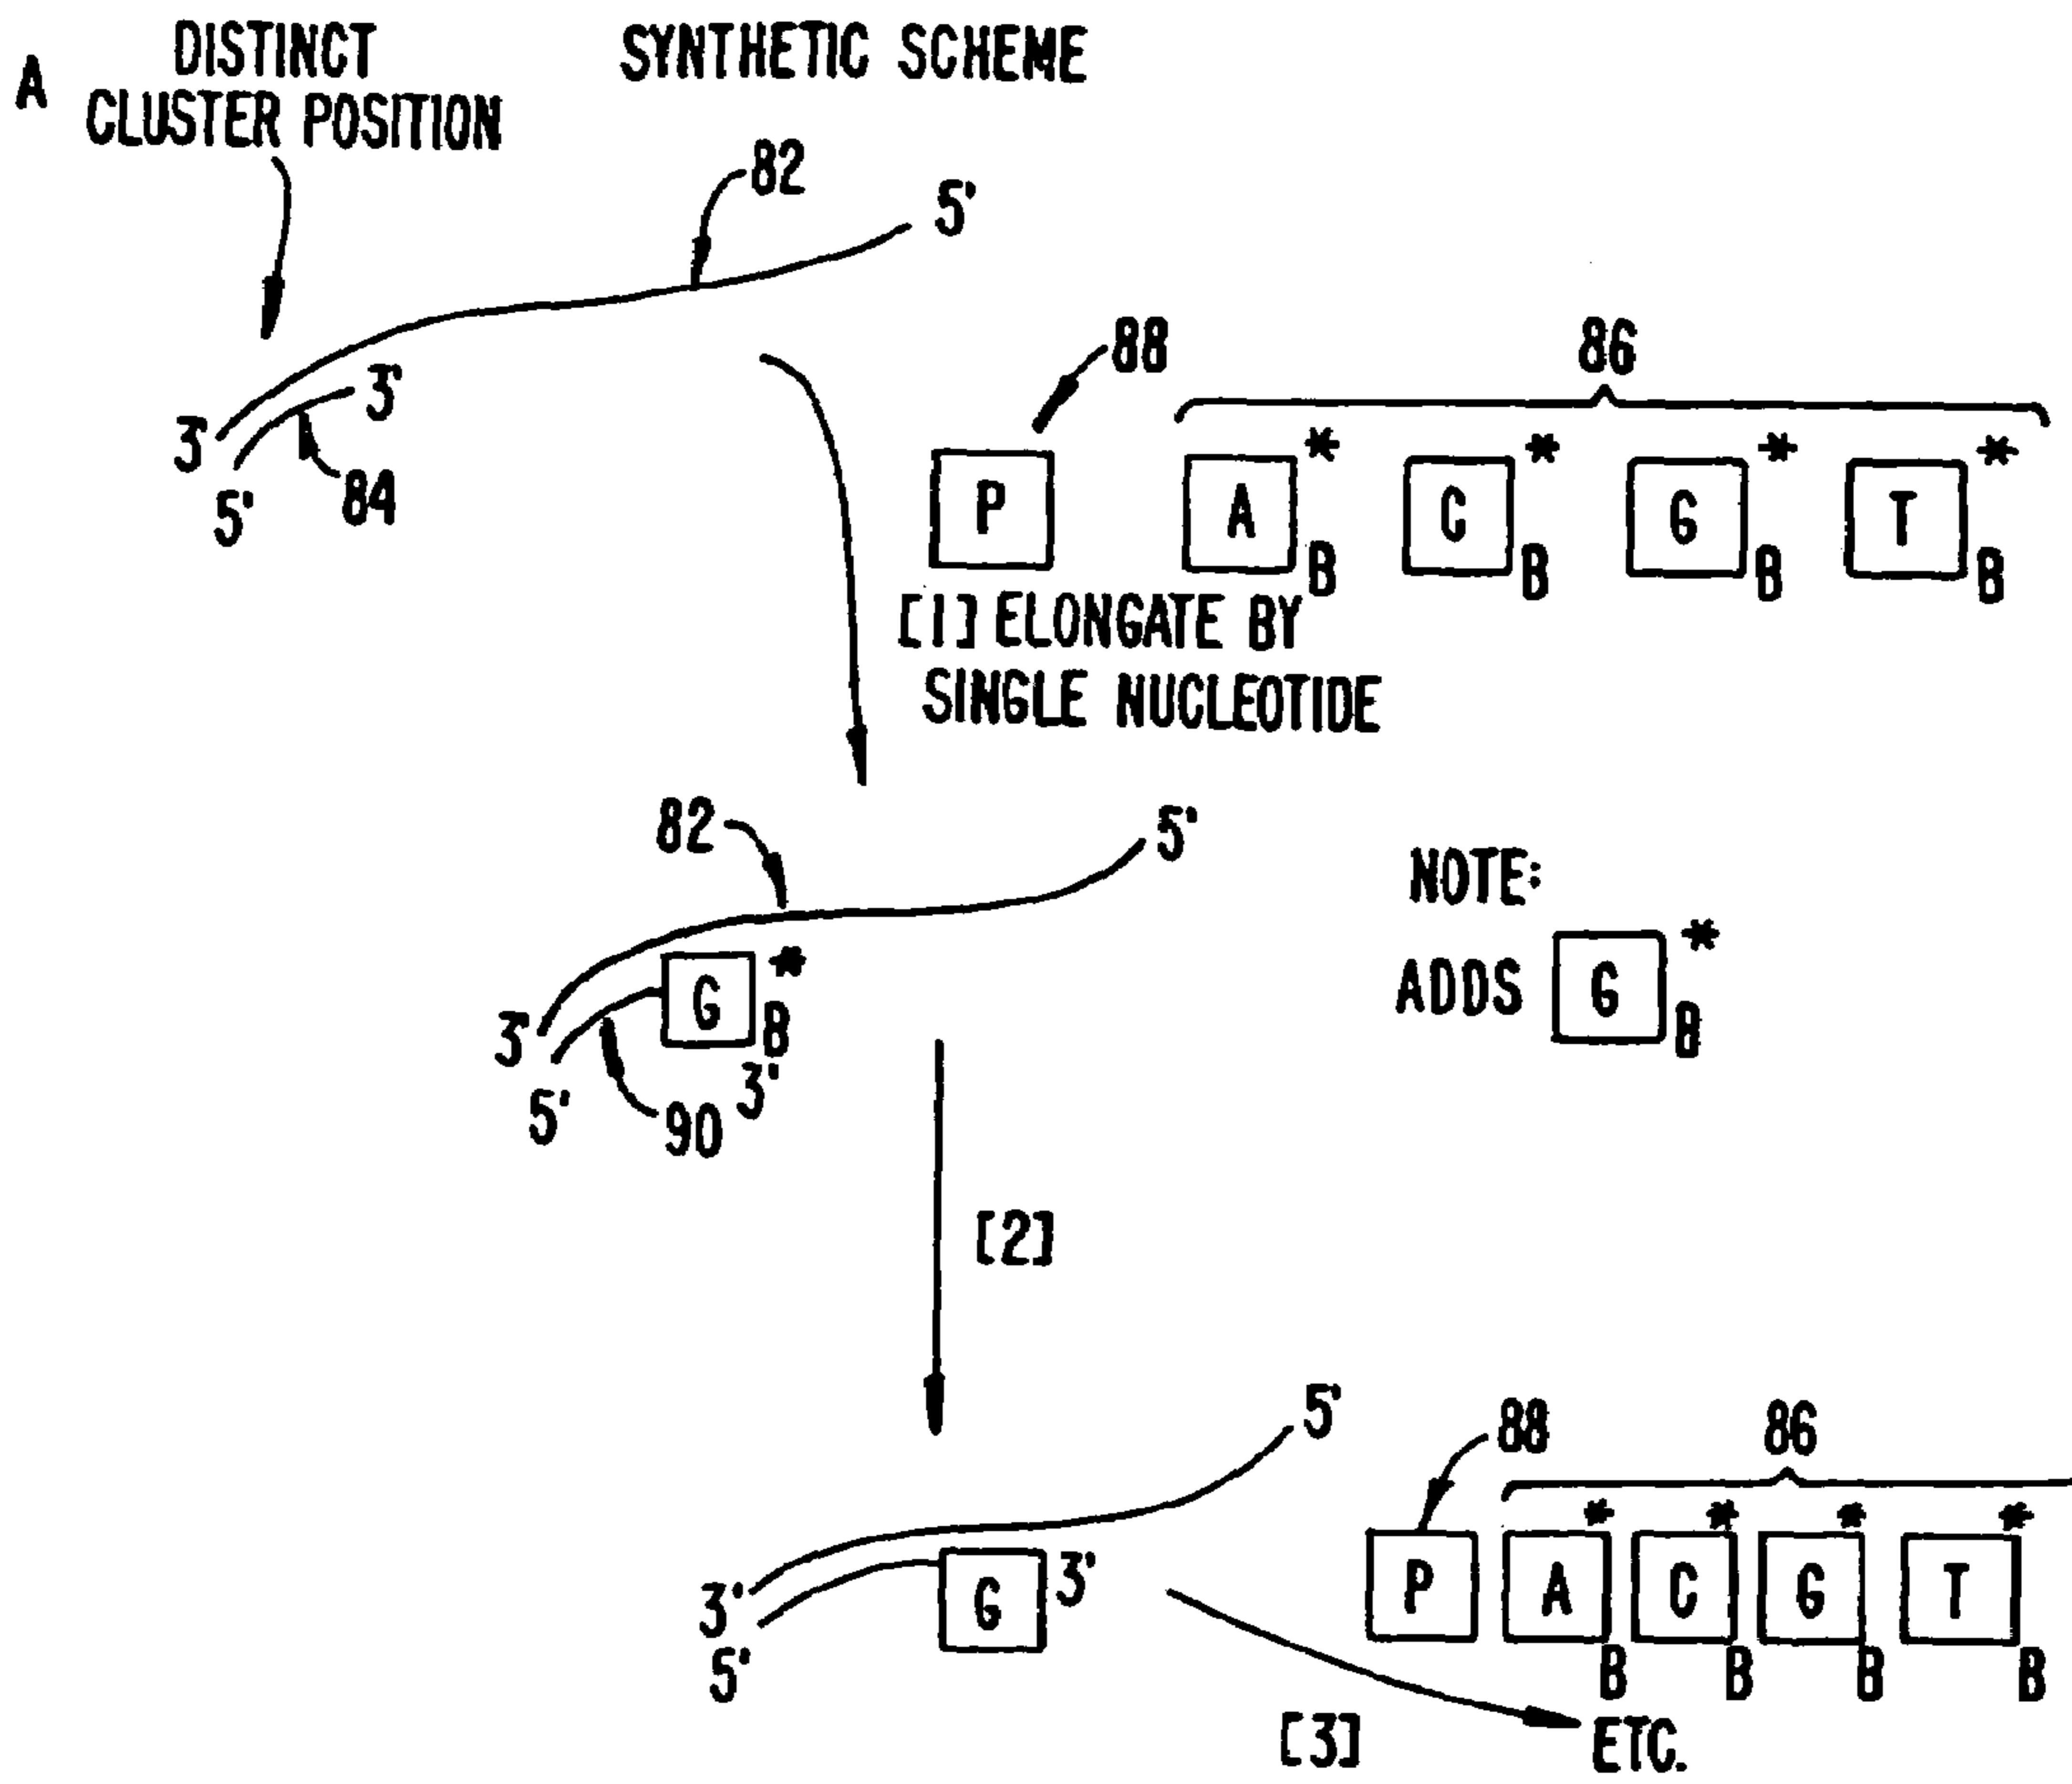 A
DISTINCT
CLUSTER POSITION
SYNTHETIC SCHEME
82
5'
3'
3'
84
5'
88
86
P A * B C * B G * B T * B
[1] ELONGATE BY
SINGLE NUCLEOTIDE
82
5'
G * B
3'
3'
5'
90
NOTE:
ADDS G * B
[2]
5'
G 3'
3'
5'
88
86
P A * B C * B G * B T * B
[3]
ETC.